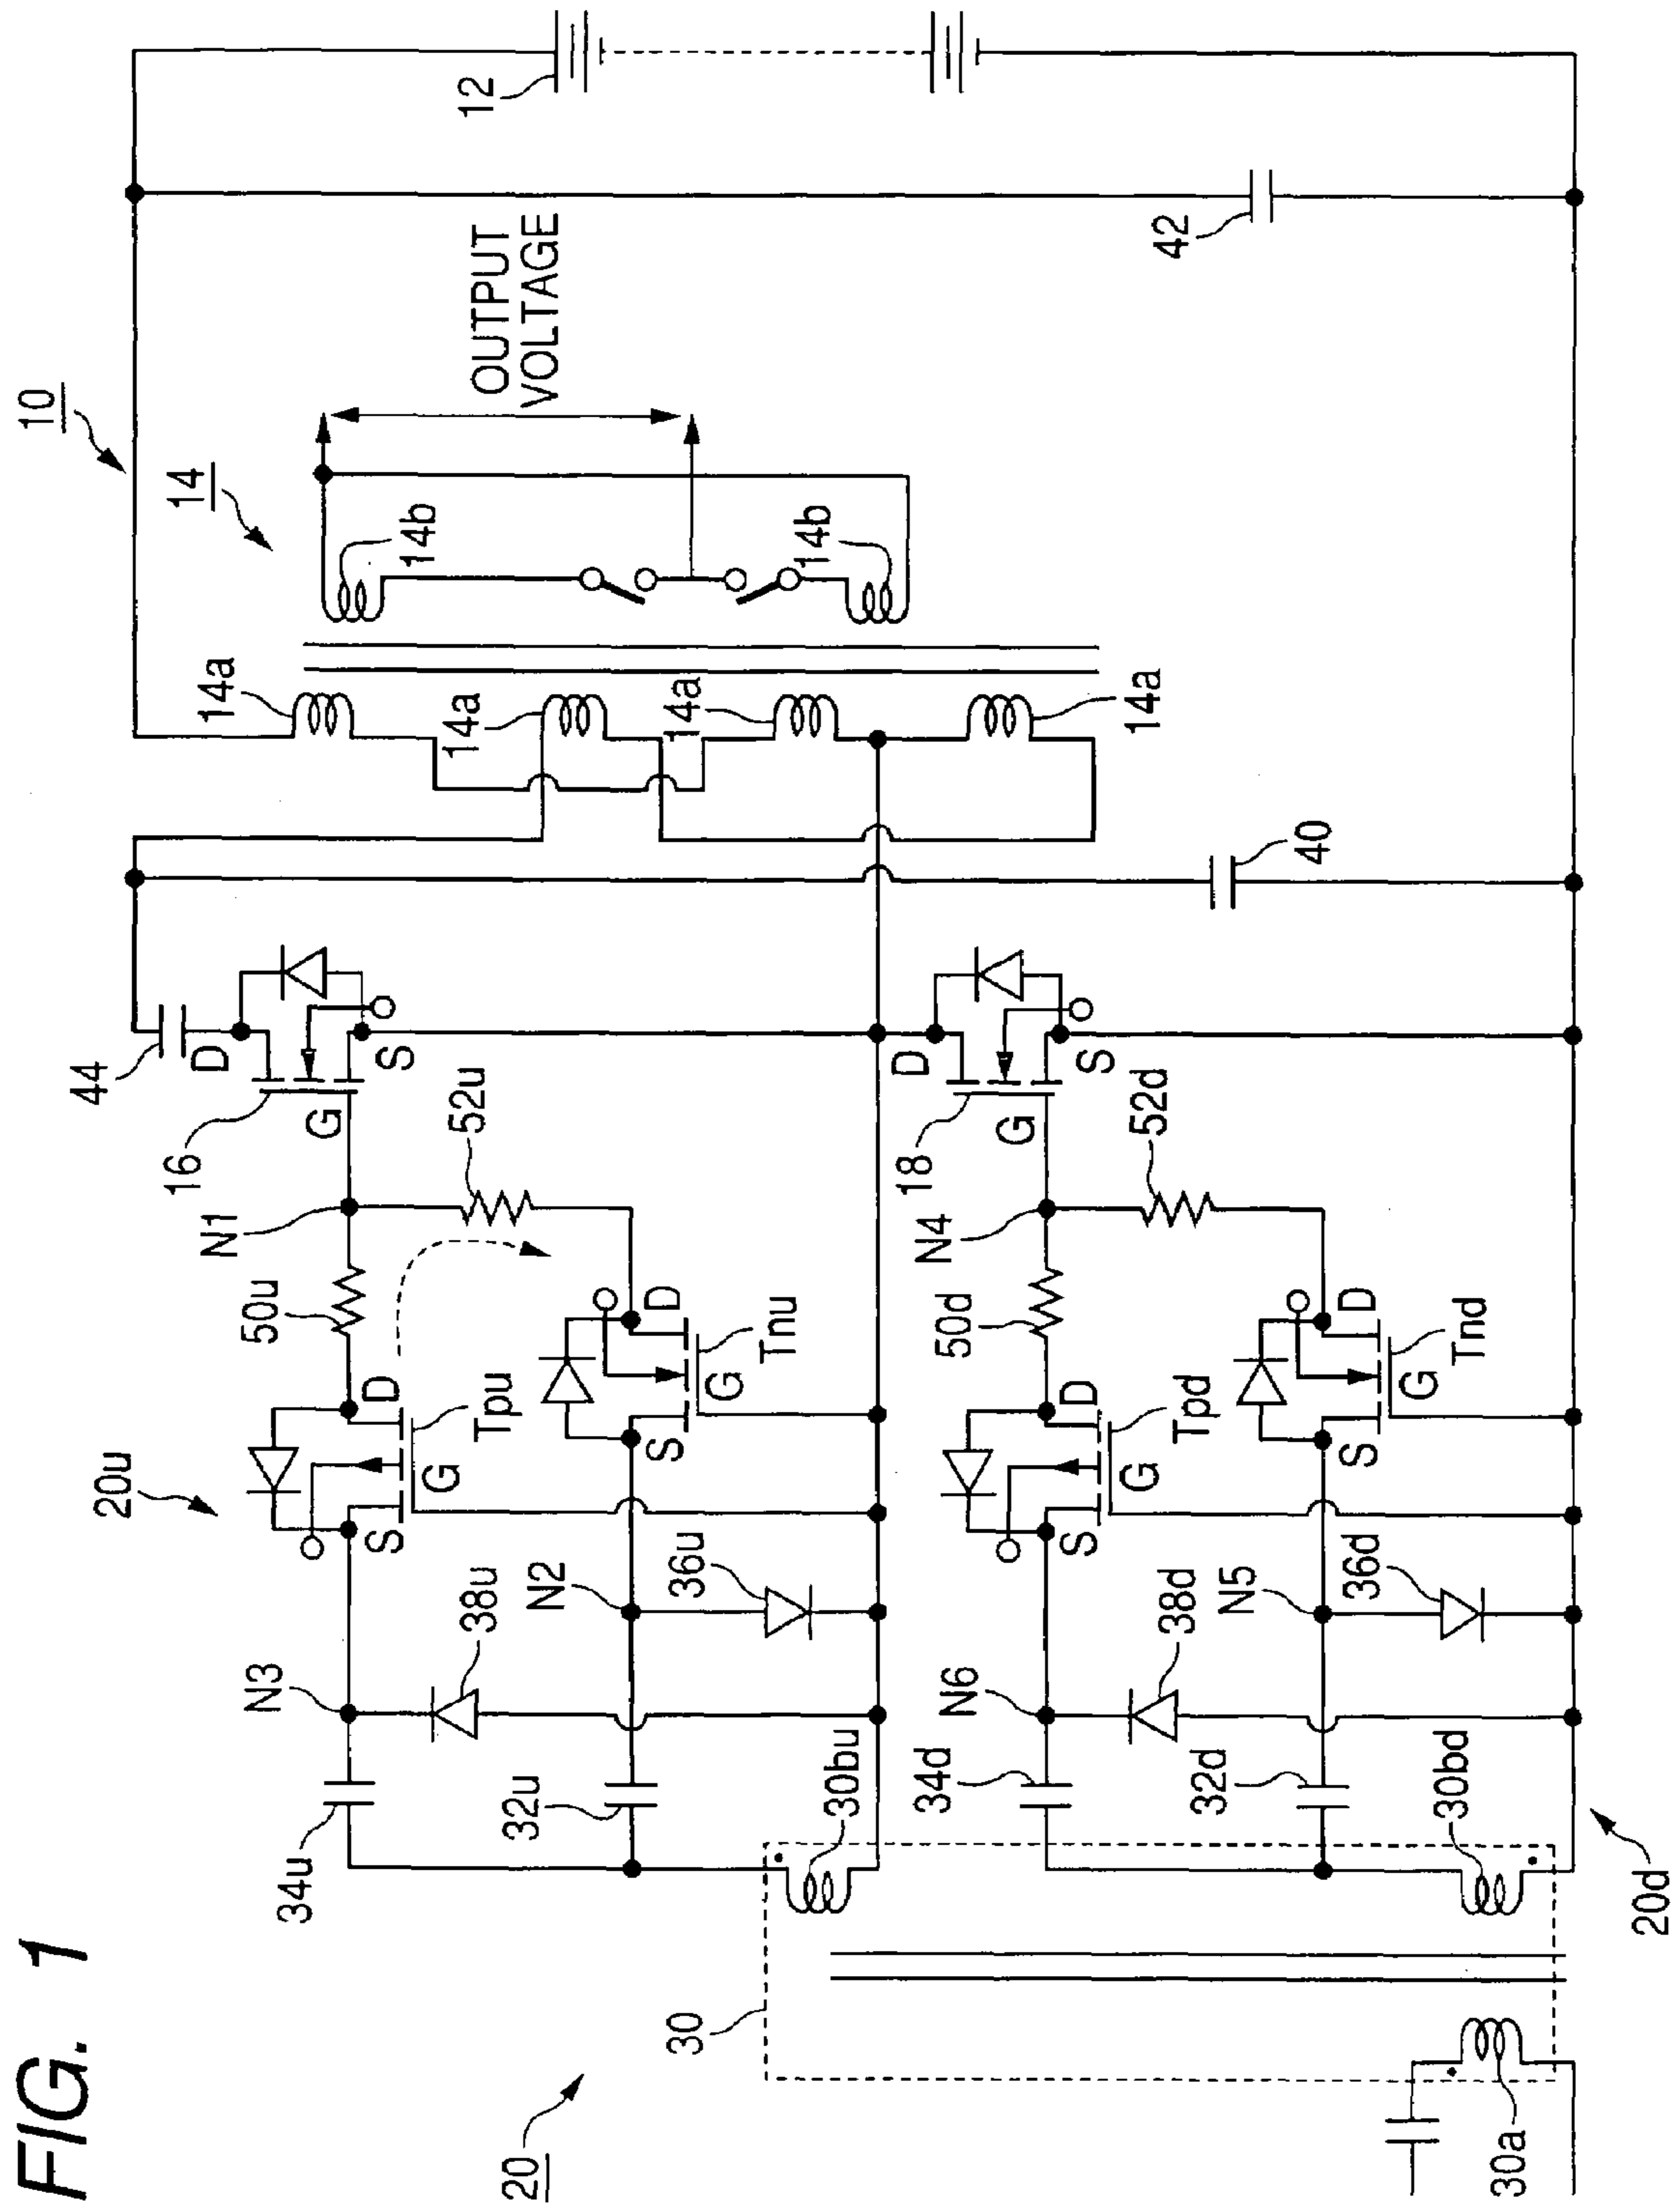 FIG. 1
10
12
14
14a
14a
14a
14a
14b
14b
OUTPUT
VOLTAGE
42
40
44
D
S
G
16
N1
52u
50u
D
G
S
Tpu
D
G
S
Tnu
20u
N3
38u
N2
36u
34u
32u
30bu
D
S
G
18
N4
52d
50d
D
G
S
Tpd
D
G
S
Tnd
N6
38d
N5
36d
34d
32d
30bd
20d
30
20
30a